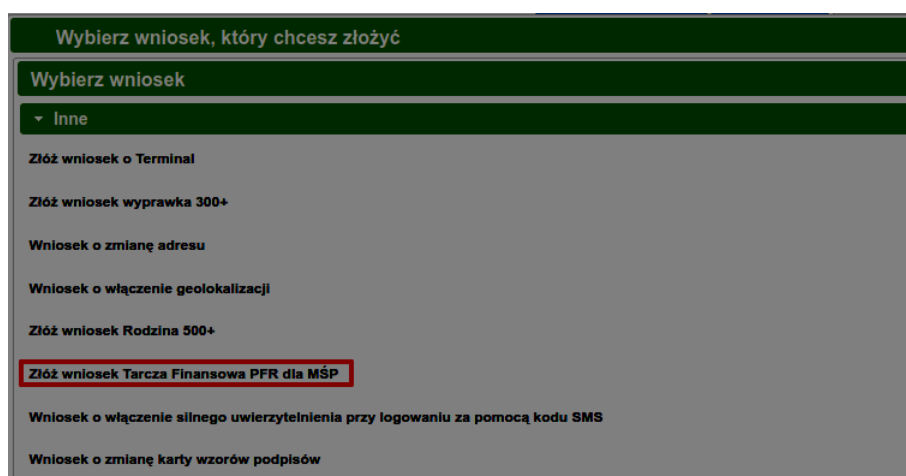 Wybierz wniosek, który chcesz złożyć
Wybierz wniosek
Inne
Złóż wniosek o Terminal
Złóż wniosek wyprawka 300+
Wniosek o zmianę adresu
Wniosek o włączenie geolokalizacji
Złóż wniosek Rodzina 500+
Złóż wniosek Tarcza Finansowa PFR dla MŚP
Wniosek o włączenie silnego uwierzytelnienia przy logowaniu za pomocą kodu SMS
Wniosek o zmianę karty wzorów podpisów